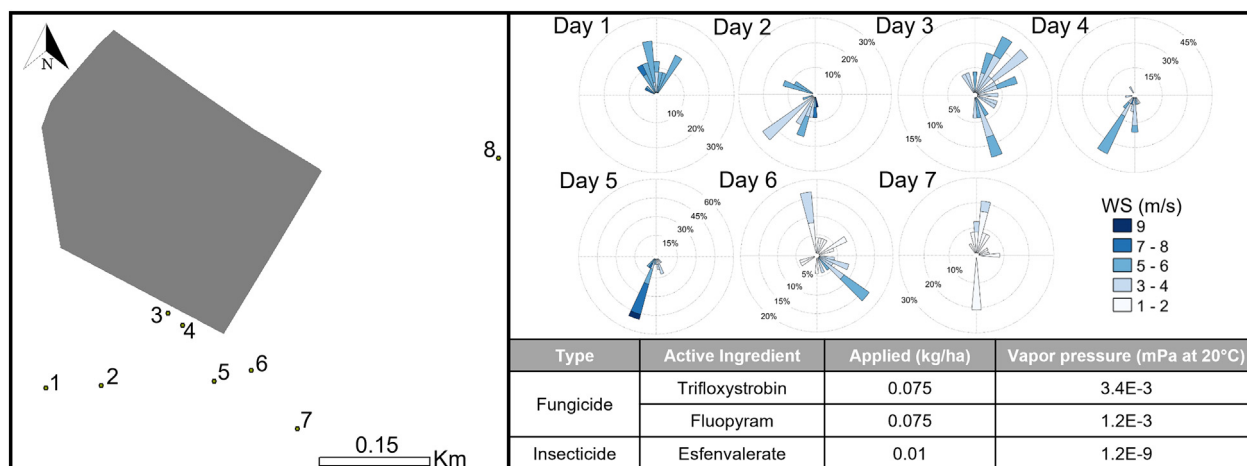 N
1
2
3
4
5
6
7
8
0.15
Km
Day 1
10%
20%
30%
Day 2
30%
20%
10%
Day 3
5%
10%
15%
Day 4
45%
30%
15%
Day 5
60%
45%
30%
15%
Day 6
5%
10%
15%
20%
Day 7
10%
20%
30%
WS (m/s)
9
7 - 8
5 - 6
3 - 4
1 - 2
Type Active Ingredient Applied (kg/ha) Vapor pressure (mPa at 20°C)
Fungicide Trifloxystrobin 0.075 3.4E-3
Fluopyram 0.075 1.2E-3
Insecticide Esfenvalerate 0.01 1.2E-9